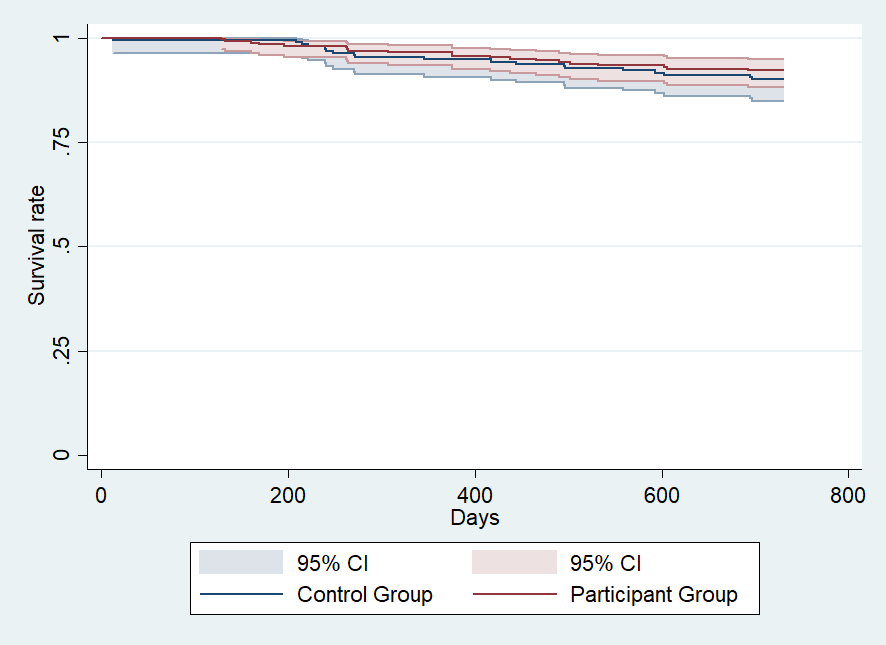 Survival rate
1
.75
.5
.25
0
0 200 400 600 800
Days
95% CI 95% CI
Control Group Participant Group